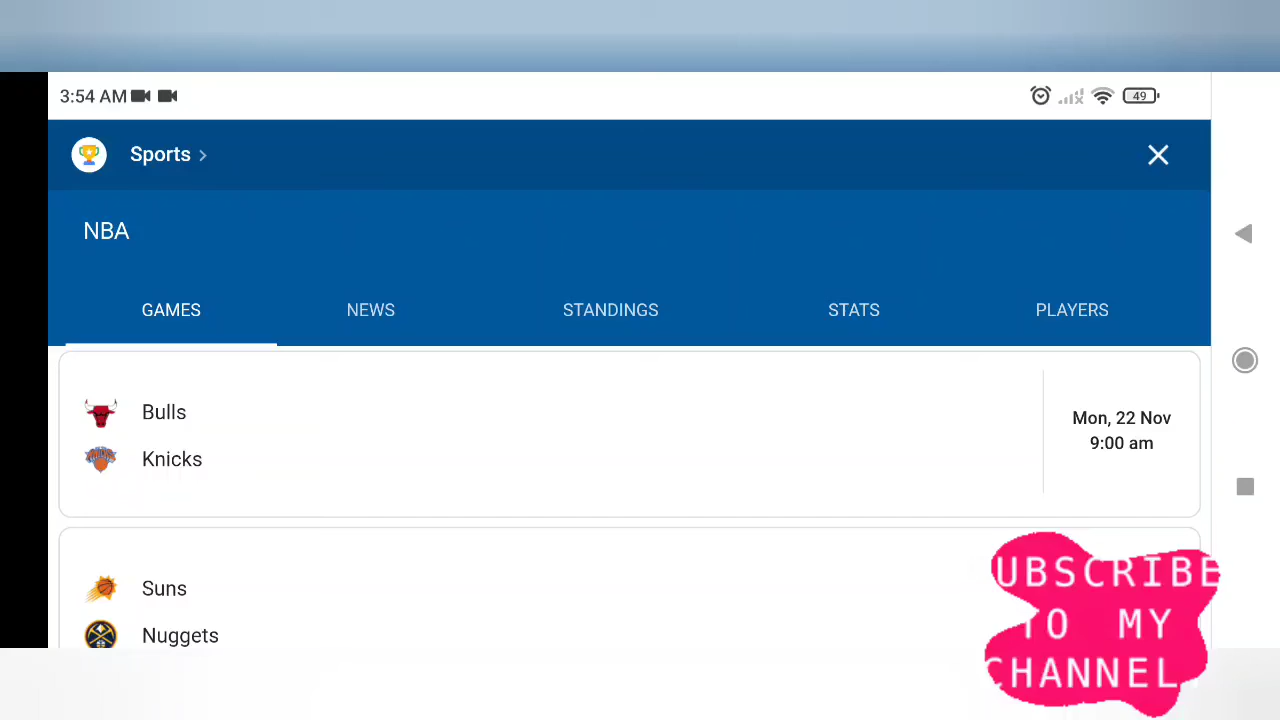 3:54 AM
49
Sports
NBA
GAMES NEWS STANDINGS STATS PLAYERS
Bulls
Knicks
Mon, 22 Nov
9:00 am
Suns
Nuggets
UBSCRIBE
TO MY
CHANNEL